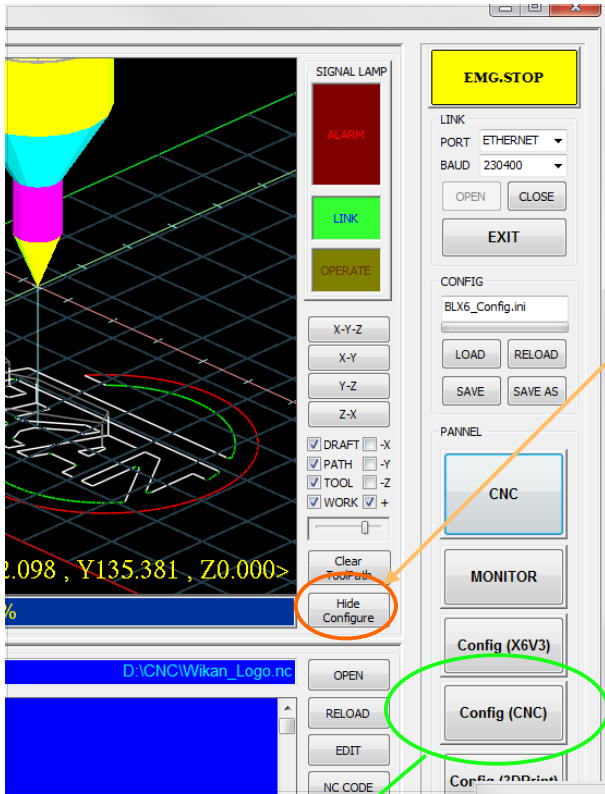 SIGNAL LAMP
ALARM
LINK
OPERATE
X-Y-Z
X-Y
Y-Z
Z-X
DRAFT -X
PATH -Y
TOOL -Z
WORK +
Clear
ToolPath
Hide
Configure
2.098 , Y135.381 , Z0.000>
%
D:\CNC\Wikan_Logo.nc
OPEN
RELOAD
EDIT
NC CODE
EMG.STOP
LINK
PORT ETHERNET
BAUD 230400
OPEN CLOSE
EXIT
CONFIG
BLX6_Config.ini
LOAD RELOAD
SAVE SAVE AS
PANNEL
CNC
MONITOR
Config (X6V3)
Config (CNC)
Config (3DPrint)